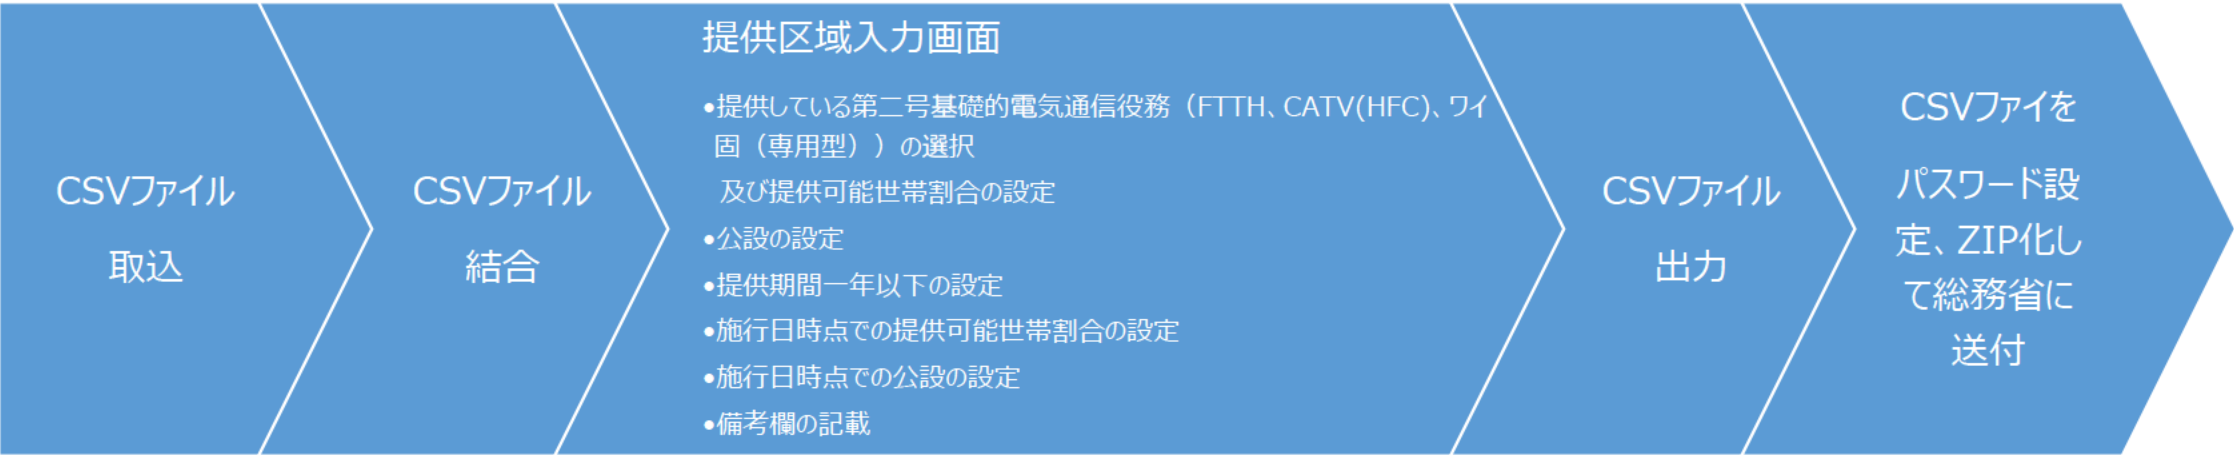 CSVファイル
取込
CSVファイル
結合
提供区域入力画面
●提供している第二号基礎的電気通信役務（FTTH、CATV(HFC)、ワイ
固（専用型））の選択
及び提供可能世帯割合の設定
●公設の設定
●提供期間一年以下の設定
●施行日時点での提供可能世帯割合の設定
●施行日時点での公設の設定
●備考欄の記載
CSVファイル
出力
CSVファイを
パスワード設
定、ZIP化し
て総務省に
送付